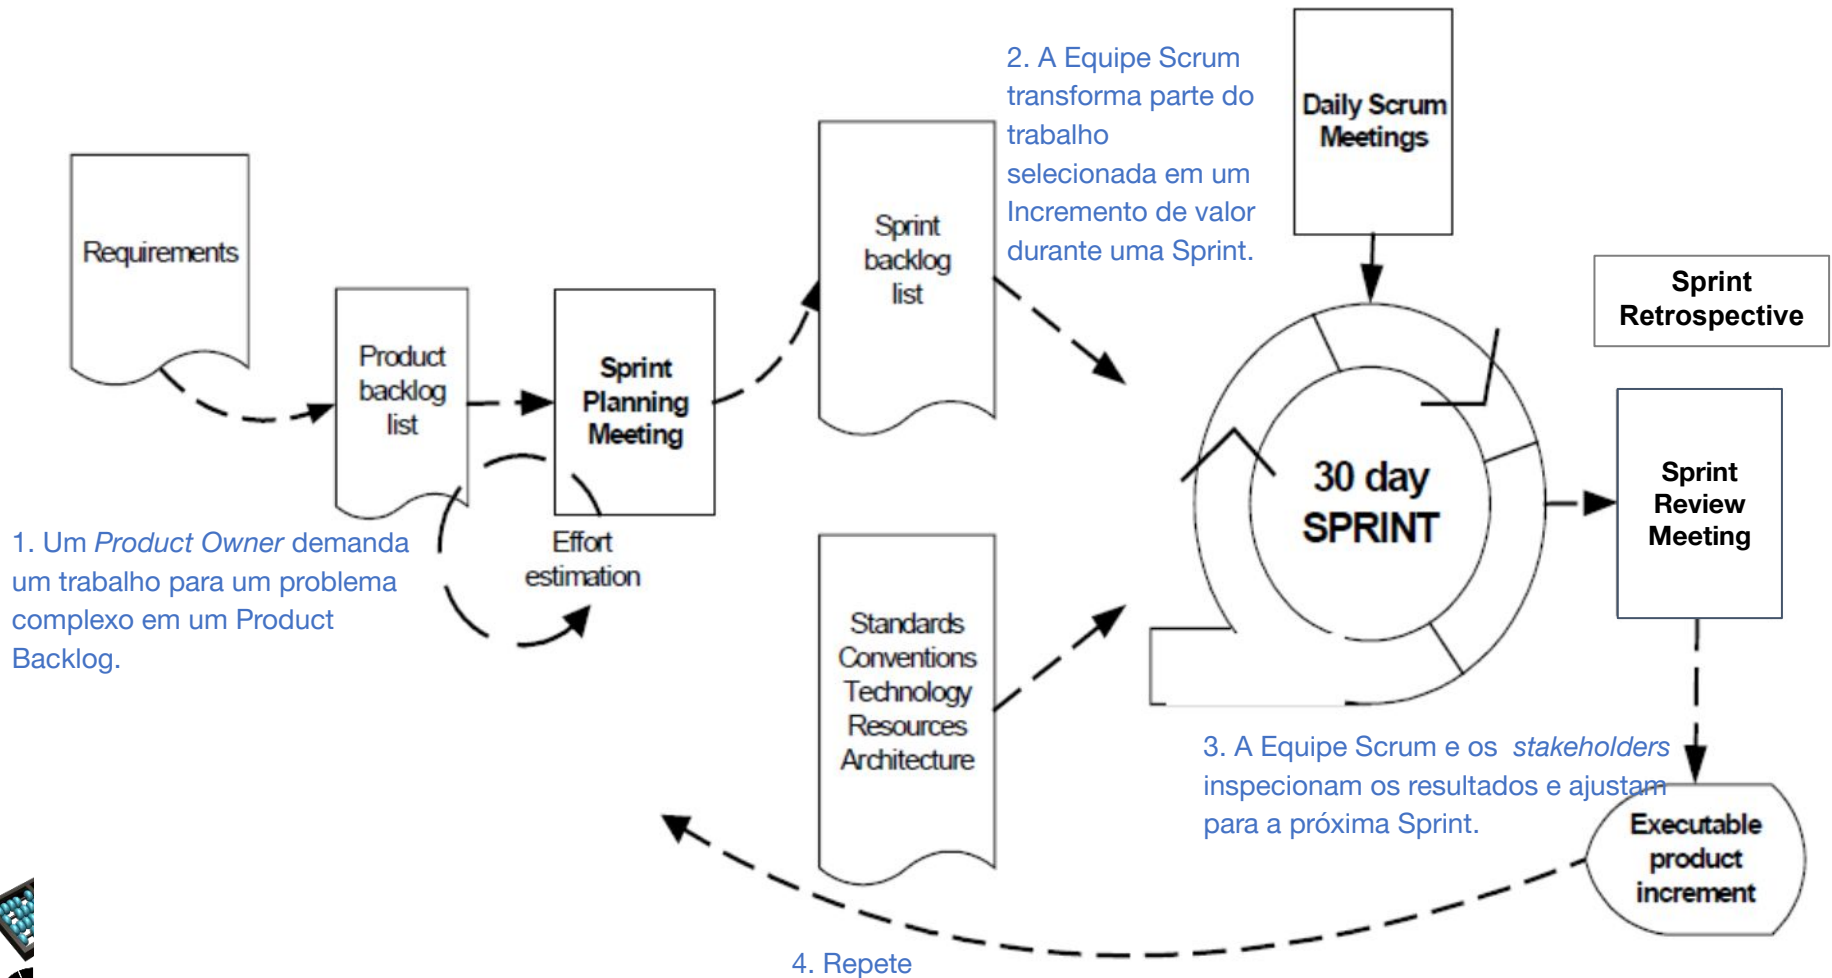 Requirements
Product
backlog
list
Sprint
Planning
Meeting
Effort
estimation
1. Um Product Owner demanda
um trabalho para um problema
complexo em um Product
Backlog.
Sprint
backlog
list
2. A Equipe Scrum
transforma parte do
trabalho
selecionada em um
Incremento de valor
durante uma Sprint.
Daily Scrum
Meetings
Standards
Conventions
Technology
Resources
Architecture
30 day
SPRINT
Sprint
Retrospective
Sprint
Review
Meeting
3. A Equipe Scrum e os stakeholders
inspecionam os resultados e ajustam
para a próxima Sprint.
Executable
product
increment
4. Repete